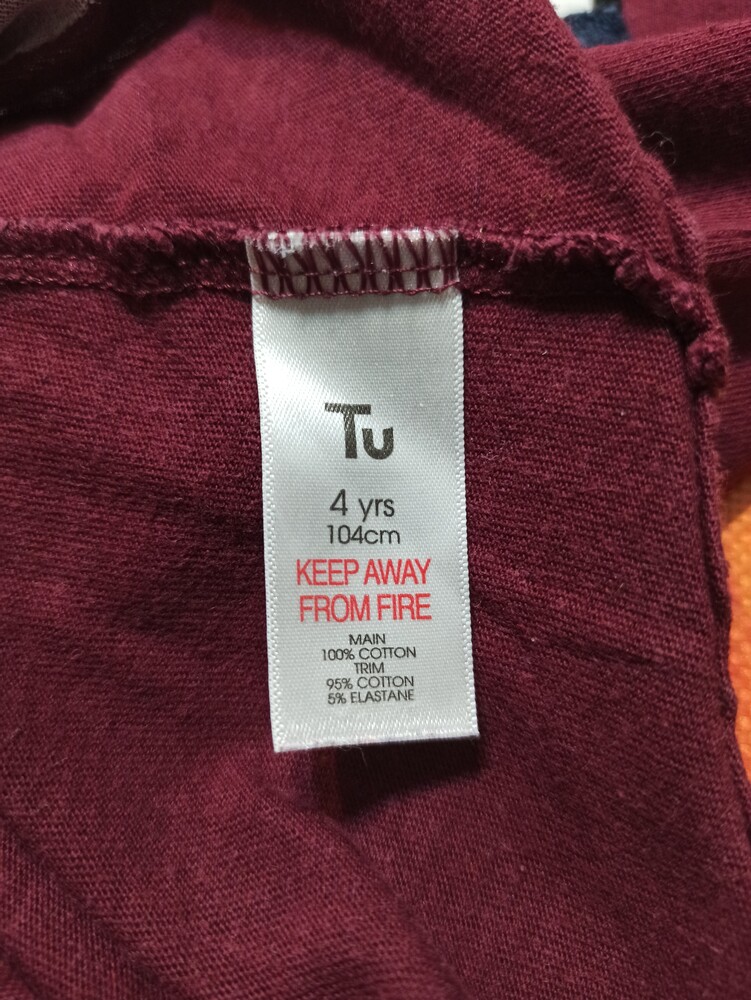 Tu
4 yrs
104cm
KEEP AWAY
FROM FIRE
MAIN
100% COTTON
TRIM
95% COTTON
5% ELASTANE